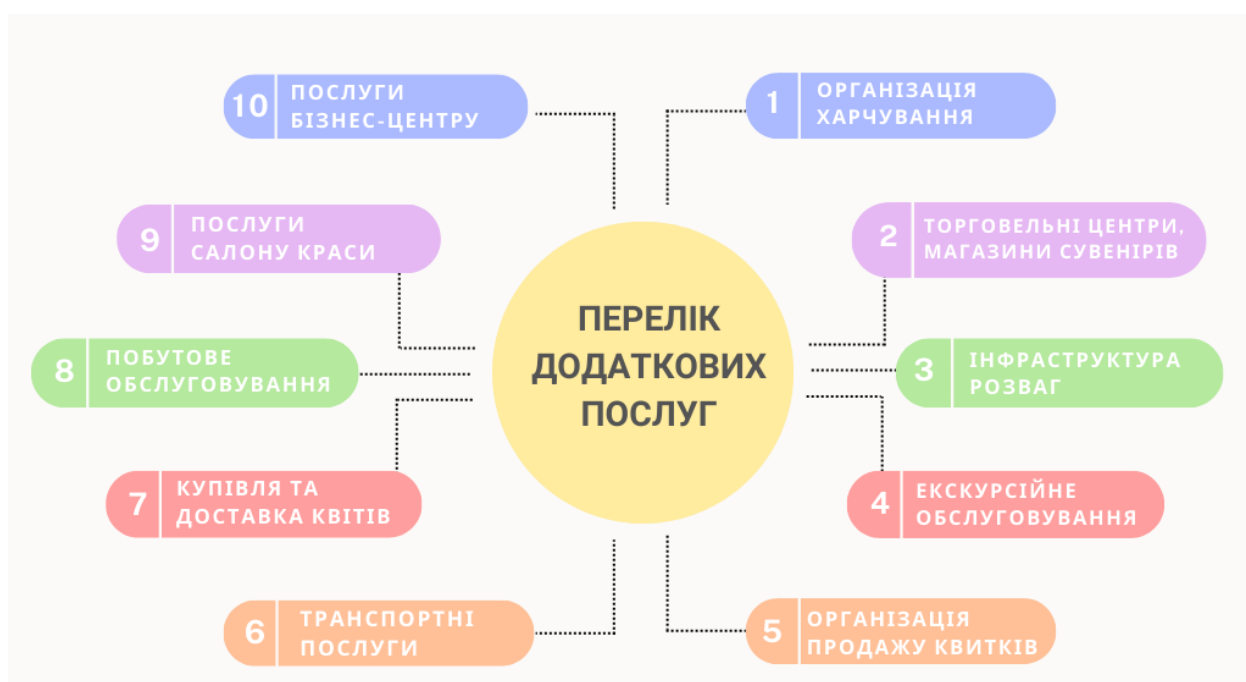 ПЕРЕЛІК
ДОДАТКОВИХ
ПОСЛУГ
1
ОРГАНІЗАЦІЯ
ХАРЧУВАННЯ
2
ТОРГОВЕЛЬНІ ЦЕНТРИ,
МАГАЗИНИ СУВЕНІРІВ
3
ІНФРАСТРУКТУРА
РОЗВАГ
4
ЕКСКУРСІЙНЕ
ОБСЛУГОВУВАННЯ
5
ОРГАНІЗАЦІЯ
ПРОДАЖУ КВИТКІВ
6
ТРАНСПОРТНІ
ПОСЛУГИ
7
КУПІВЛЯ ТА
ДОСТАВКА КВІТІВ
8
ПОБУТОВЕ
ОБСЛУГОВУВАННЯ
9
ПОСЛУГИ
САЛОНУ КРАСИ
10
ПОСЛУГИ
БІЗНЕС-ЦЕНТРУ